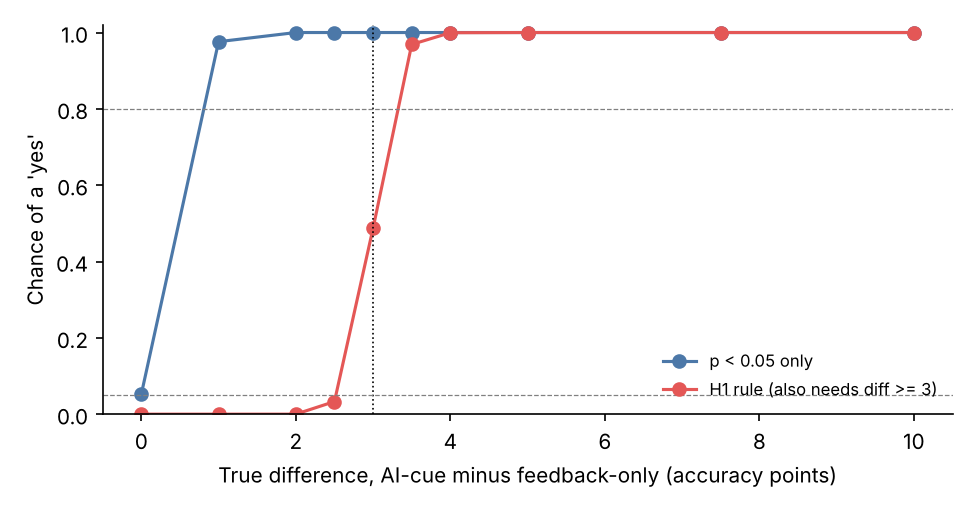 1.0
0.8
0.6
0.4
0.2
0.0
Chance of a 'yes'
p < 0.05 only
H1 rule (also needs diff >= 3)
0 2 4 6 8 10
True difference, AI-cue minus feedback-only (accuracy points)